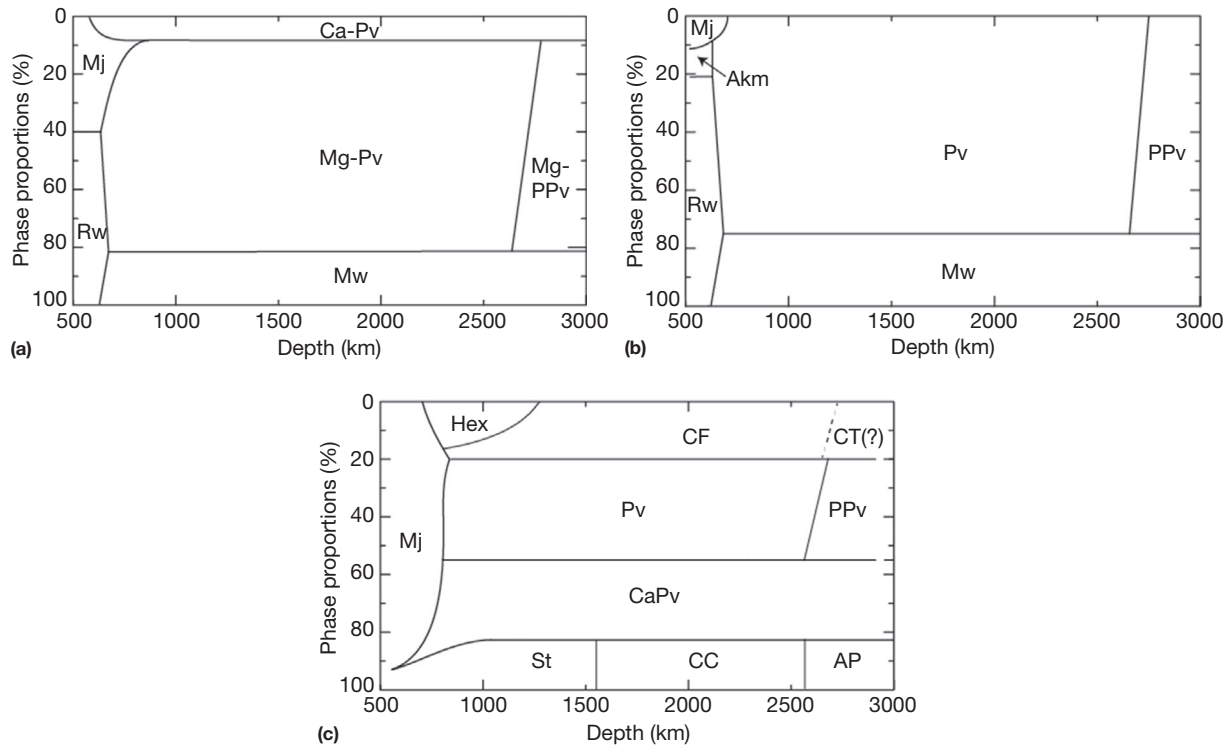 0
20
40
60
80
100
Phase proportions (%)
Ca-Pv
Mj
Mg-Pv
Mg-
PPv
Rw
Mw
500 1000 1500 2000 2500 3000
Depth (km)
(a)
0
20
40
60
80
100
Phase proportions (%)
Mj
Akm
Pv
PPv
Rw
Mw
500 1000 1500 2000 2500 3000
Depth (km)
(b)
0
20
40
60
80
100
Phase proportions (%)
Hex
CF
CT(?)
Pv
PPv
Mj
CaPv
St
CC
AP
500 1000 1500 2000 2500 3000
Depth (km)
(c)